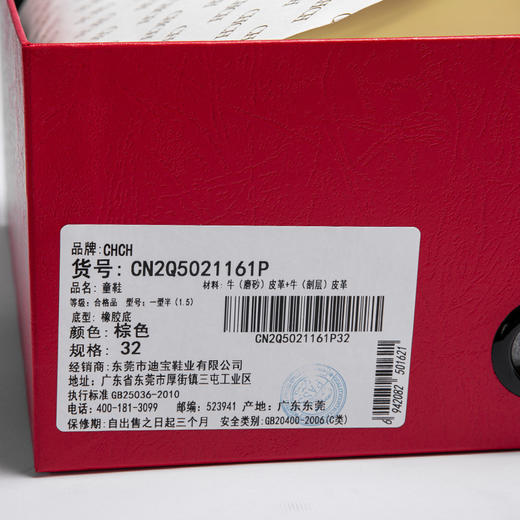 CHCH
品牌:CHCH
货号: CN2Q5021161P
品名: 童鞋
材料: 牛（磨砂）皮革+牛（剖层）皮革
等级: 合格品 型号: 一型半（1.5）
底型: 橡胶底
CN2Q5021161P32
颜色: 棕色
规格: 32
经销商: 东莞市迪宝鞋业有限公司
地址: 广东省东莞市厚街镇三屯工业区
执行标准 GB25036-2010
电话: 400-181-3099 邮编: 523941 产地: 广东东莞
保修期: 自出售之日起三个月 安全类别:GB20400-2006(C类)
6 942082 501621